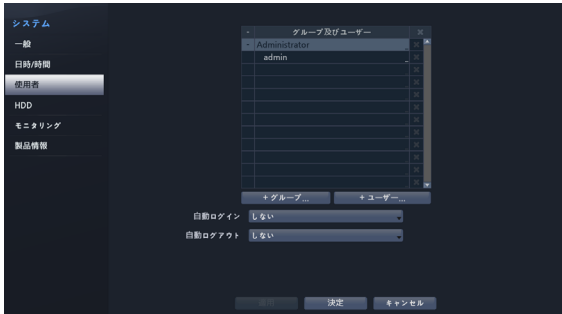 システム
一般
日時/時間
使用者
HDD
モニタリング
製品情報
- グループ及びユーザー ×
- Administrator
admin
+ グループ... + ユーザー...
自動ログイン しない
自動ログアウト しない
適用 決定 キャンセル